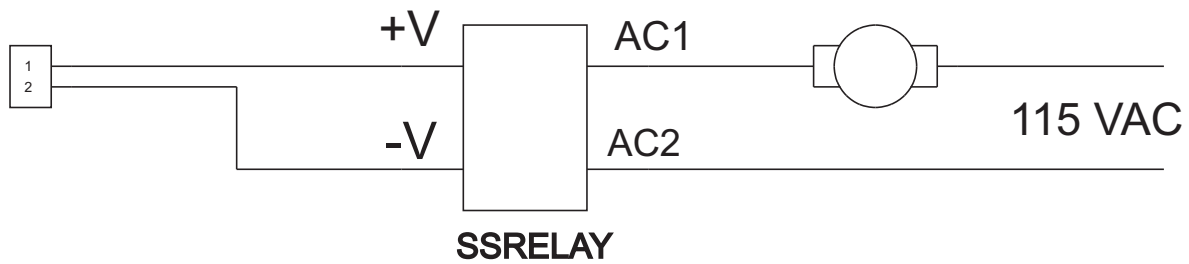 +V
AC1
1
2
115 VAC
-V
AC2
SSRELAY